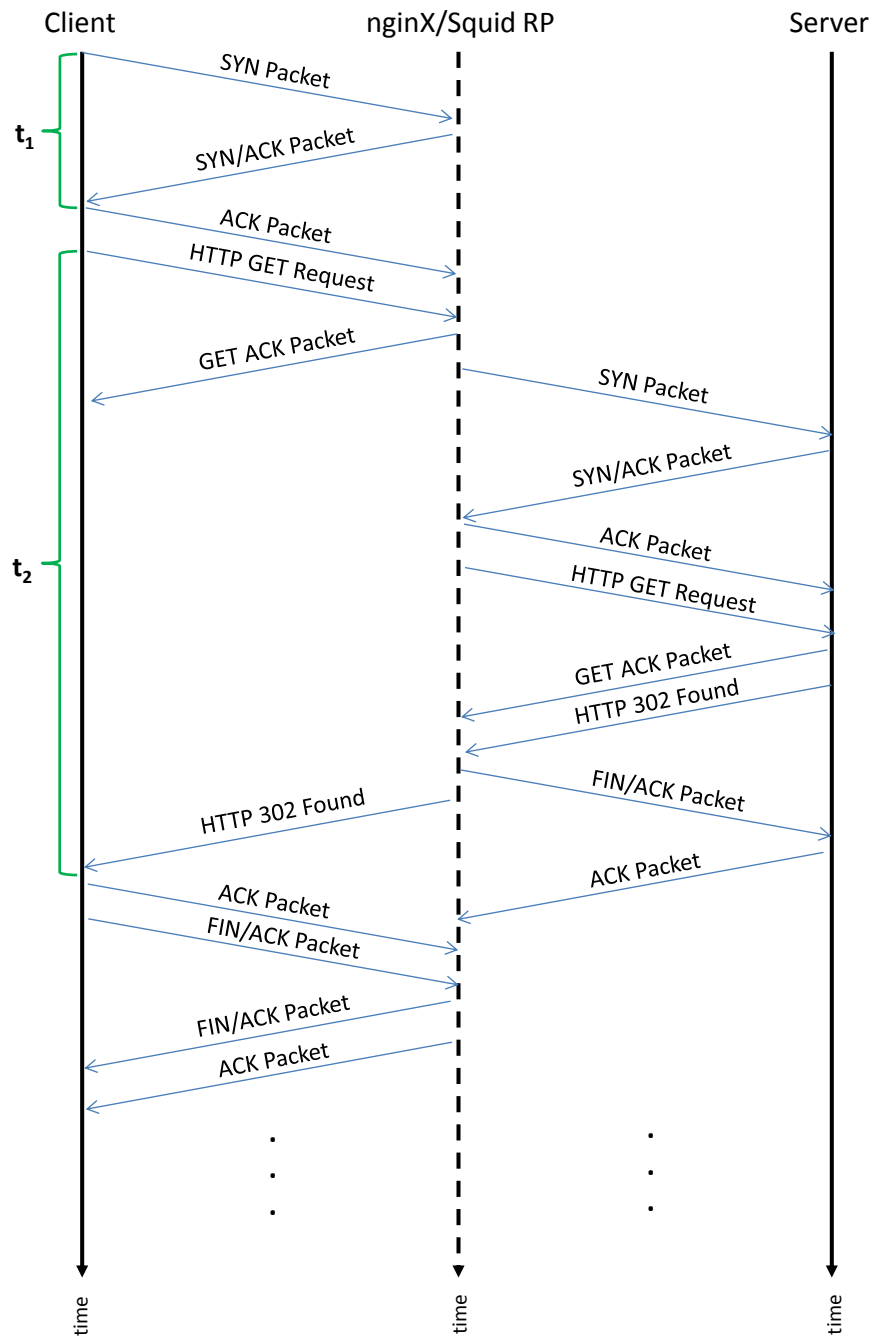 Client
nginX/Squid RP
Server
SYN Packet
t1
SYN/ACK Packet
ACK Packet
HTTP GET Request
GET ACK Packet
SYN Packet
SYN/ACK Packet
ACK Packet
t2
HTTP GET Request
GET ACK Packet
HTTP 302 Found
FIN/ACK Packet
HTTP 302 Found
ACK Packet
ACK Packet
FIN/ACK Packet
FIN/ACK Packet
ACK Packet
time
time
time